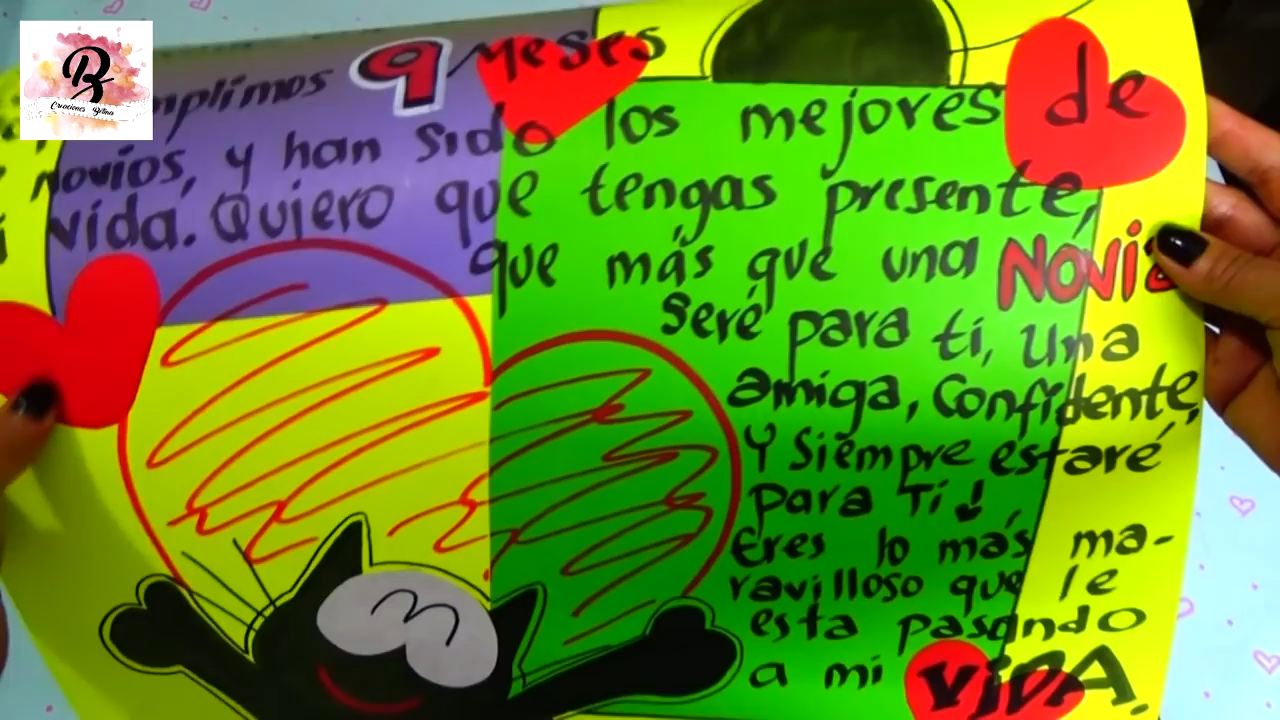 Creaciones Bitna
mplimos 9 meses
novios, y han sido los mejores de
vida. Quiero que tengas presente,
que más que una Novia
seré para ti, Una
amiga, Confidente,
Y Siempre estaré
para Ti!
Eres lo más ma-
ravilloso que le
esta pasando
a mi VIDA.